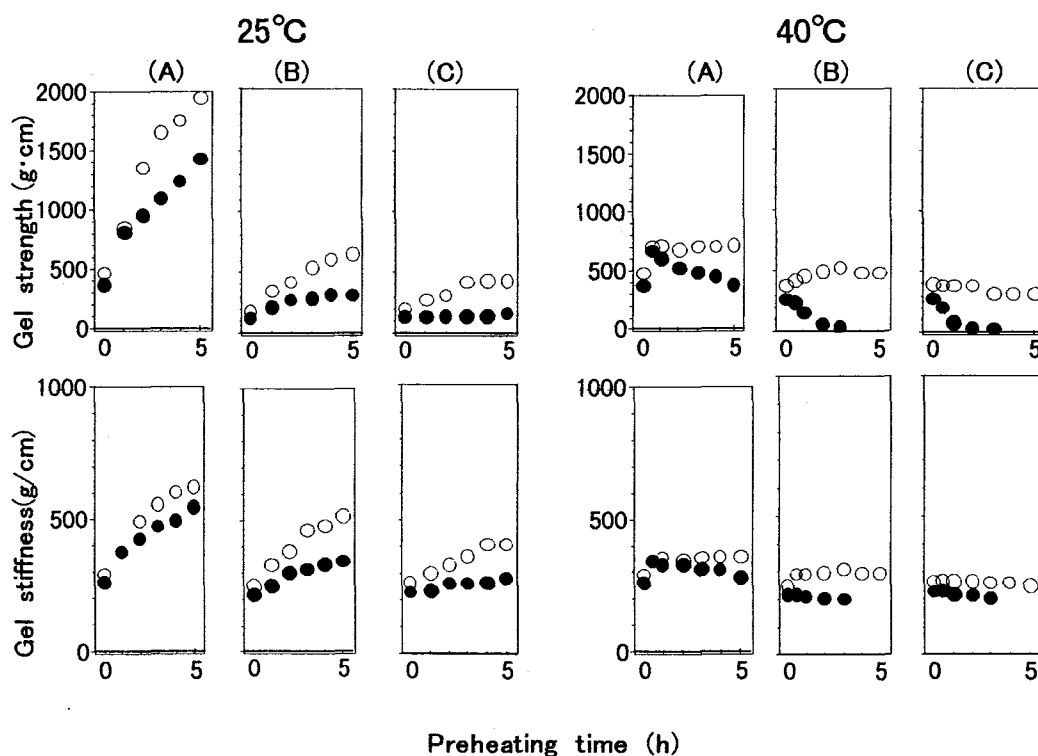 25℃ 40℃
(A) (B) (C) (A) (B) (C)
Gel strength(g·cm)
2000 2000
1500 1500
1000 1000
500 500
0 0
0 5 0 5 0 5 0 5 0 5 0 5
Gel stiffness(g/cm)
1000 1000
500 500
0 0
0 5 0 5 0 5 0 5 0 5 0 5
Preheating time (h)